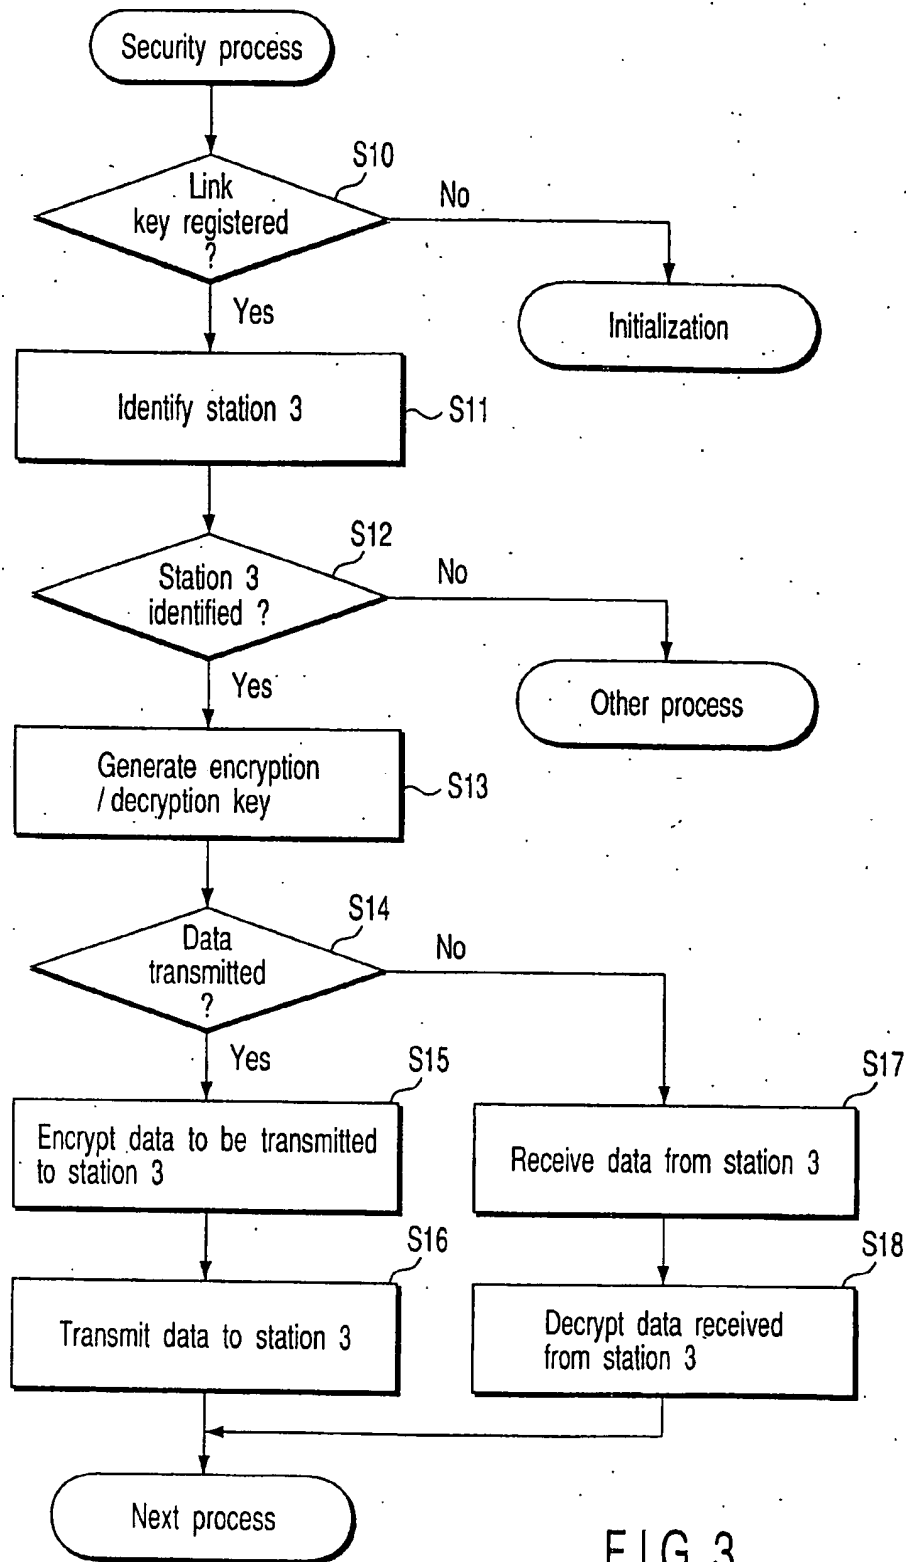 Security process
S10
Link
key registered
?
No
Yes
Initialization
Identify station 3
S11
S12
Station 3
identified ?
No
Yes
Other process
Generate encryption
/ decryption key
S13
S14
Data
transmitted
?
No
Yes
S15
S17
Encrypt data to be transmitted
to station 3
Receive data from station 3
S16
S18
Transmit data to station 3
Decrypt data received
from station 3
Next process
FIG. 3